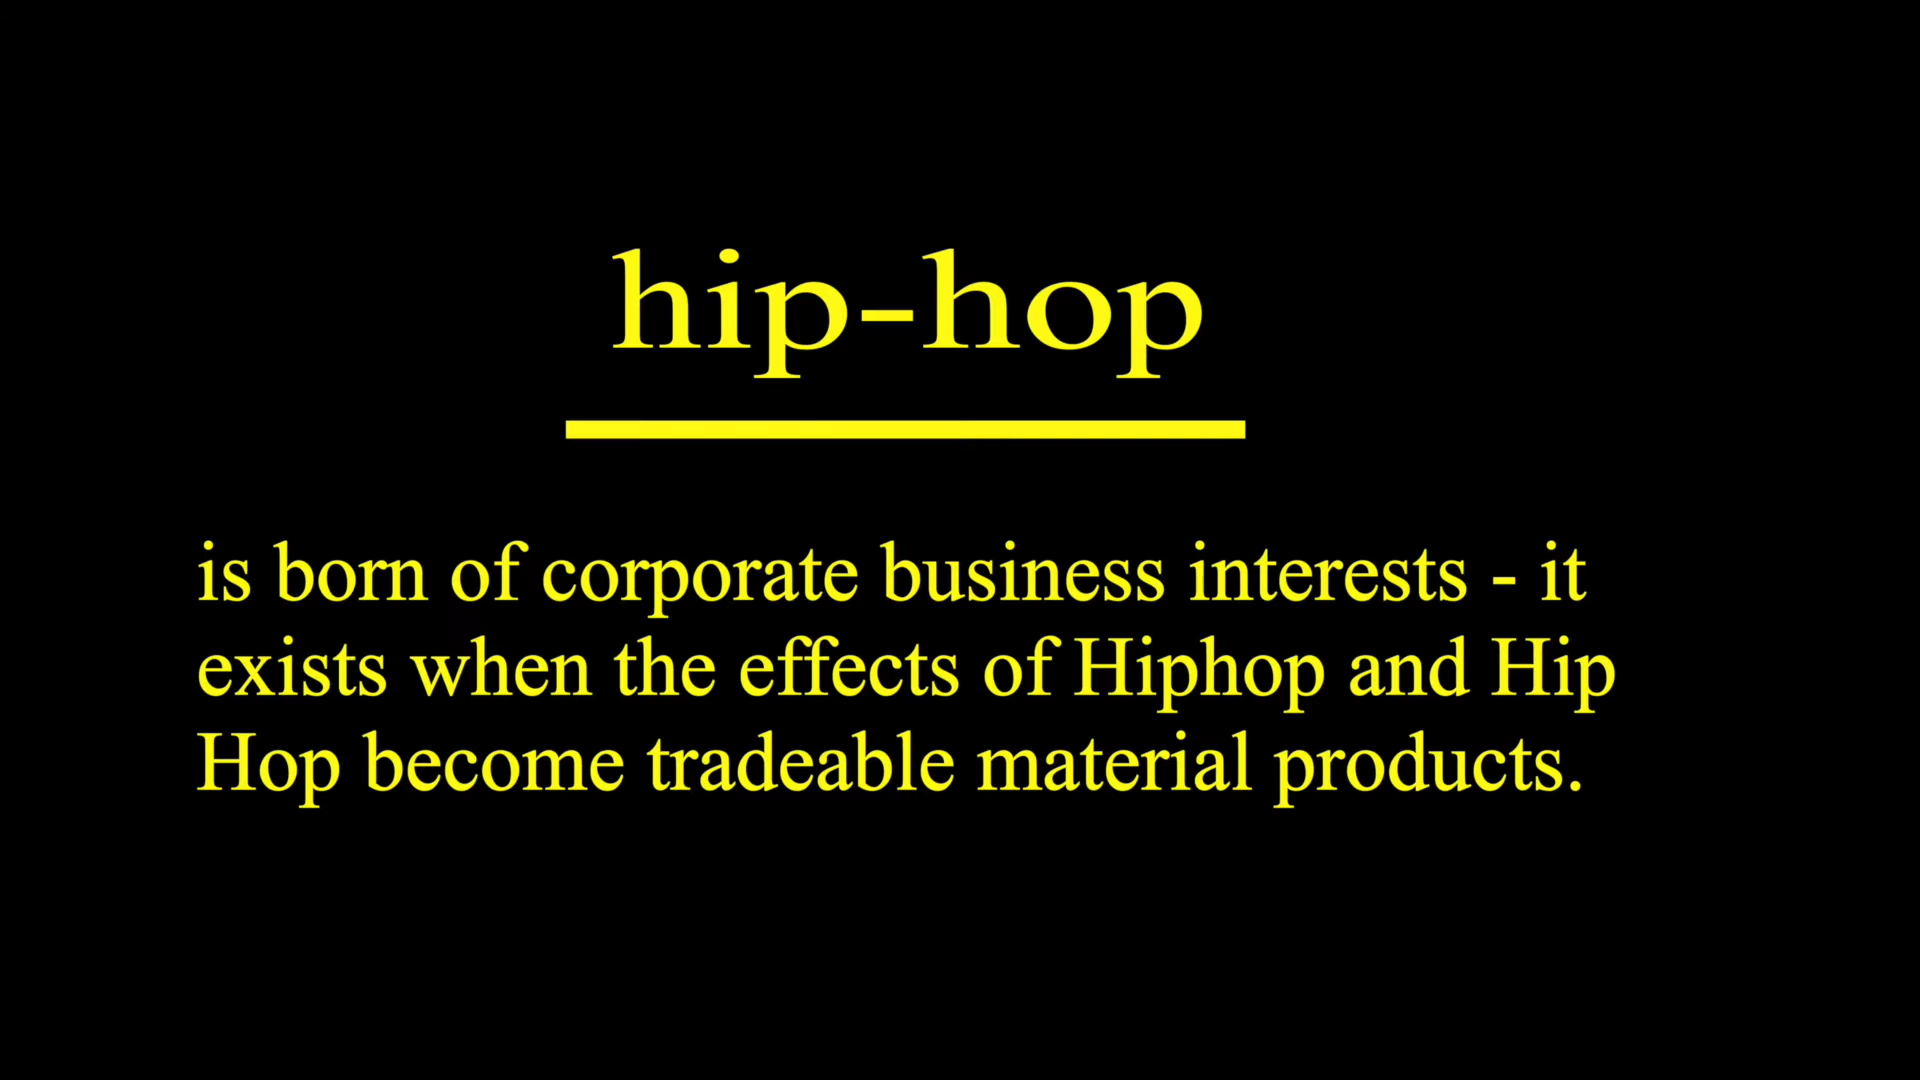 hip-hop
is born of corporate business interests - it
exists when the effects of Hiphop and Hip
Hop become tradeable material products.